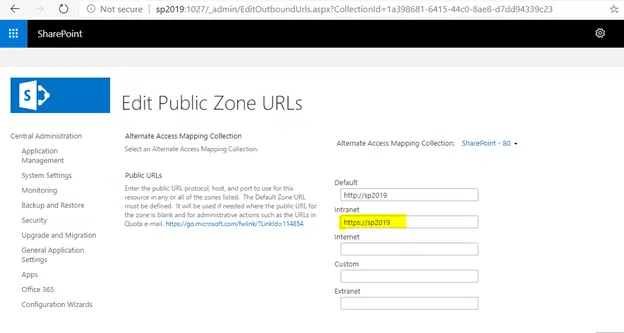 Not secure | sp2019:1027/_admin/EditOutboundUrls.aspx?CollectionId=1a398681-6415-44c0-8ae8-d7dd94339c23
SharePoint
S
Edit Public Zone URLs
Central Administration
Application
Management
System Settings
Monitoring
Backup and Restore
Security
Upgrade and Migration
General Application
Settings
Apps
Office 365
Configuration Wizards
Alternate Access Mapping Collection
Select an Alternate Access Mapping Collection.
Alternate Access Mapping Collection: SharePoint - 80
Public URLs
Enter the public URL protocol, host, and port to use for this
resource in any or all of the zones listed. The Default Zone URL
must be defined. It will be used if needed where the public URL for
the zone is blank and for administrative actions such as the URLs in
Quota e-mail. https://go.microsoft.com/fwlink/?LinkId=114854
Default
http://sp2019
Intranet
https://sp2019
Internet
Custom
Extranet